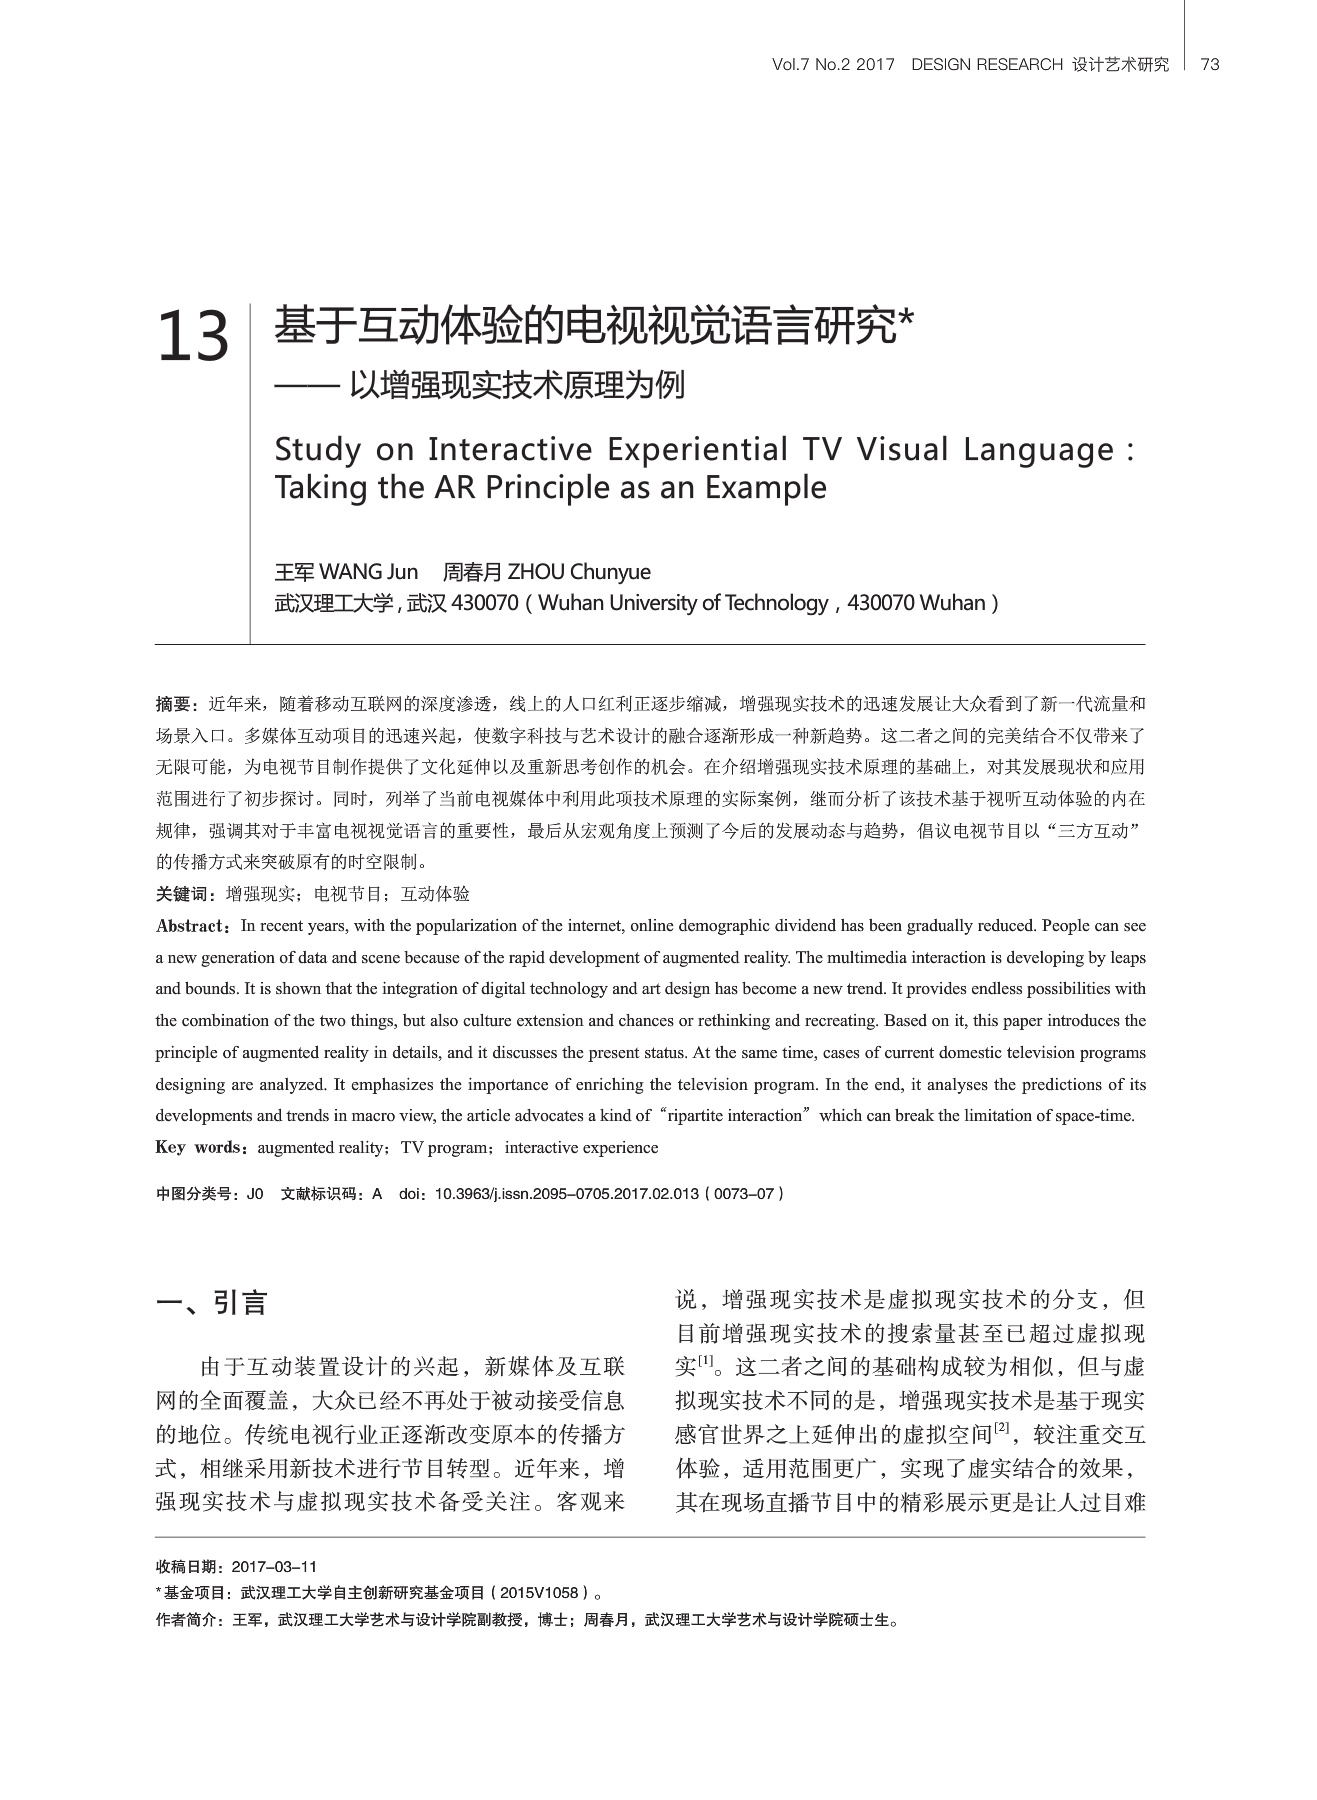 Vol.7 No.2 2017 DESIGN RESEARCH 设计艺术研究 73
13
基于互动体验的电视视觉语言研究*
—— 以增强现实技术原理为例
Study on Interactive Experiential TV Visual Language：
Taking the AR Principle as an Example
王军 WANG Jun 周春月 ZHOU Chunyue
武汉理工大学 , 武汉 430070（Wuhan University of Technology，430070 Wuhan）
摘要：近年来，随着移动互联网的深度渗透，线上的人口红利正逐步缩减，增强现实技术的迅速发展让大众看到了新一代流量和
场景入口。多媒体互动项目的迅速兴起，使数字科技与艺术设计的融合逐渐形成一种新趋势。这二者之间的完美结合不仅带来了
无限可能，为电视节目制作提供了文化延伸以及重新思考创作的机会。在介绍增强现实技术原理的基础上，对其发展现状和应用
范围进行了初步探讨。同时，列举了当前电视媒体中利用此项技术原理的实际案例，继而分析了该技术基于视听互动体验的内在
规律，强调其对于丰富电视视觉语言的重要性，最后从宏观角度上预测了今后的发展动态与趋势，倡议电视节目以“三方互动”
的传播方式来突破原有的时空限制。
关键词：增强现实；电视节目；互动体验
Abstract：In recent years, with the popularization of the internet, online demographic dividend has been gradually reduced. People can see
a new generation of data and scene because of the rapid development of augmented reality. The multimedia interaction is developing by leaps
and bounds. It is shown that the integration of digital technology and art design has become a new trend. It provides endless possibilities with
the combination of the two things, but also culture extension and chances or rethinking and recreating. Based on it, this paper introduces the
principle of augmented reality in details, and it discusses the present status. At the same time, cases of current domestic television programs
designing are analyzed. It emphasizes the importance of enriching the television program. In the end, it analyses the predictions of its
developments and trends in macro view, the article advocates a kind of “ripartite interaction” which can break the limitation of space-time.
Key words：augmented reality；TV program；interactive experience
中图分类号：J0 文献标识码：A doi：10.3963/j.issn.2095-0705.2017.02.013（0073-07）
一、引言
由于互动装置设计的兴起，新媒体及互联
网的全面覆盖，大众已经不再处于被动接受信息
的地位。传统电视行业正逐渐改变原本的传播方
式，相继采用新技术进行节目转型。近年来，增
强现实技术与虚拟现实技术备受关注。客观来
说，增强现实技术是虚拟现实技术的分支，但
目前增强现实技术的搜索量甚至已超过虚拟现
实[1]。这二者之间的基础构成较为相似，但与虚
拟现实技术不同的是，增强现实技术是基于现实
感官世界之上延伸出的虚拟空间[2]，较注重交互
体验，适用范围更广，实现了虚实结合的效果，
其在现场直播节目中的精彩展示更是让人过目难
收稿日期：2017-03-11
* 基金项目：武汉理工大学自主创新研究基金项目（2015V1058）。
作者简介：王军，武汉理工大学艺术与设计学院副教授，博士；周春月，武汉理工大学艺术与设计学院硕士生。